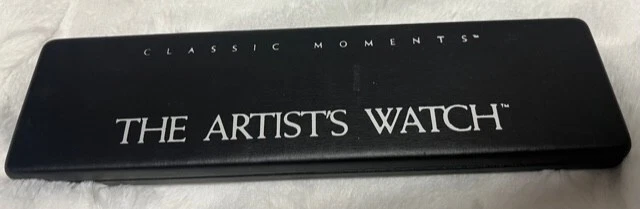 CLASSIC MOMENTS™
THE ARTIST'S WATCH™